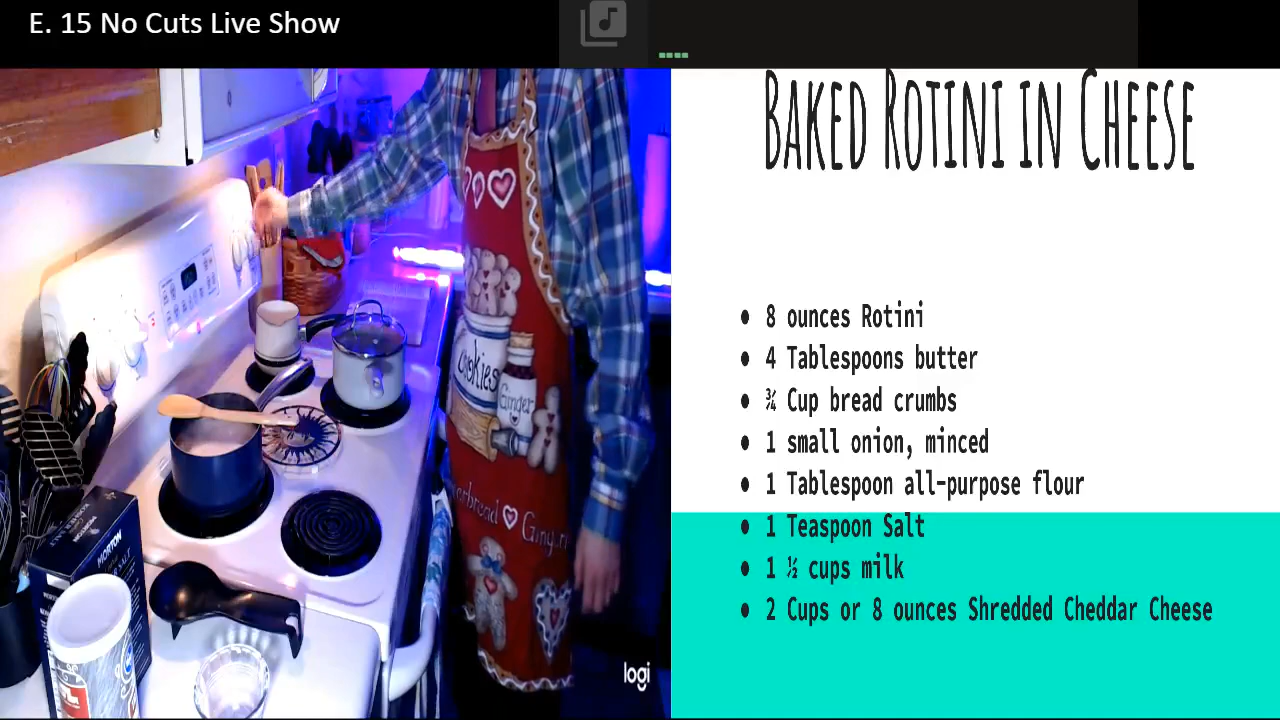 E. 15 No Cuts Live Show
BAKED ROTINI IN CHEESE
• 8 ounces Rotini
• 4 Tablespoons butter
• ¾ Cup bread crumbs
• 1 small onion, minced
• 1 Tablespoon all-purpose flour
• 1 Teaspoon Salt
• 1 ½ cups milk
• 2 Cups or 8 ounces Shredded Cheddar Cheese
Cookies
Ginger
MORTON
logi